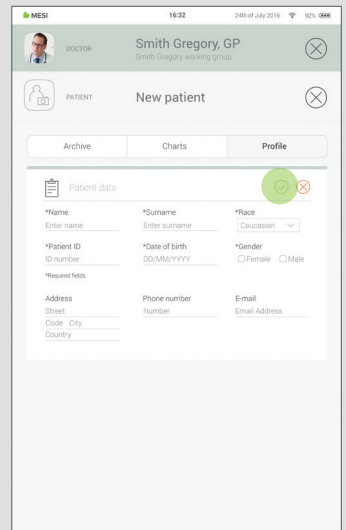 MESI 16:32 24th of July 2016 92%
DOCTOR Smith Gregory, GP
Smith Gregory working group
PATIENT New patient
Archive Charts Profile
Patient data
*Name *Surname *Race
Enter name Enter surname Caucasian
*Patient ID *Date of birth *Gender
ID number DD/MM/YYYY Female Male
*Required fields
Address Phone number E-mail
Street Number Email Address
Code City
Country